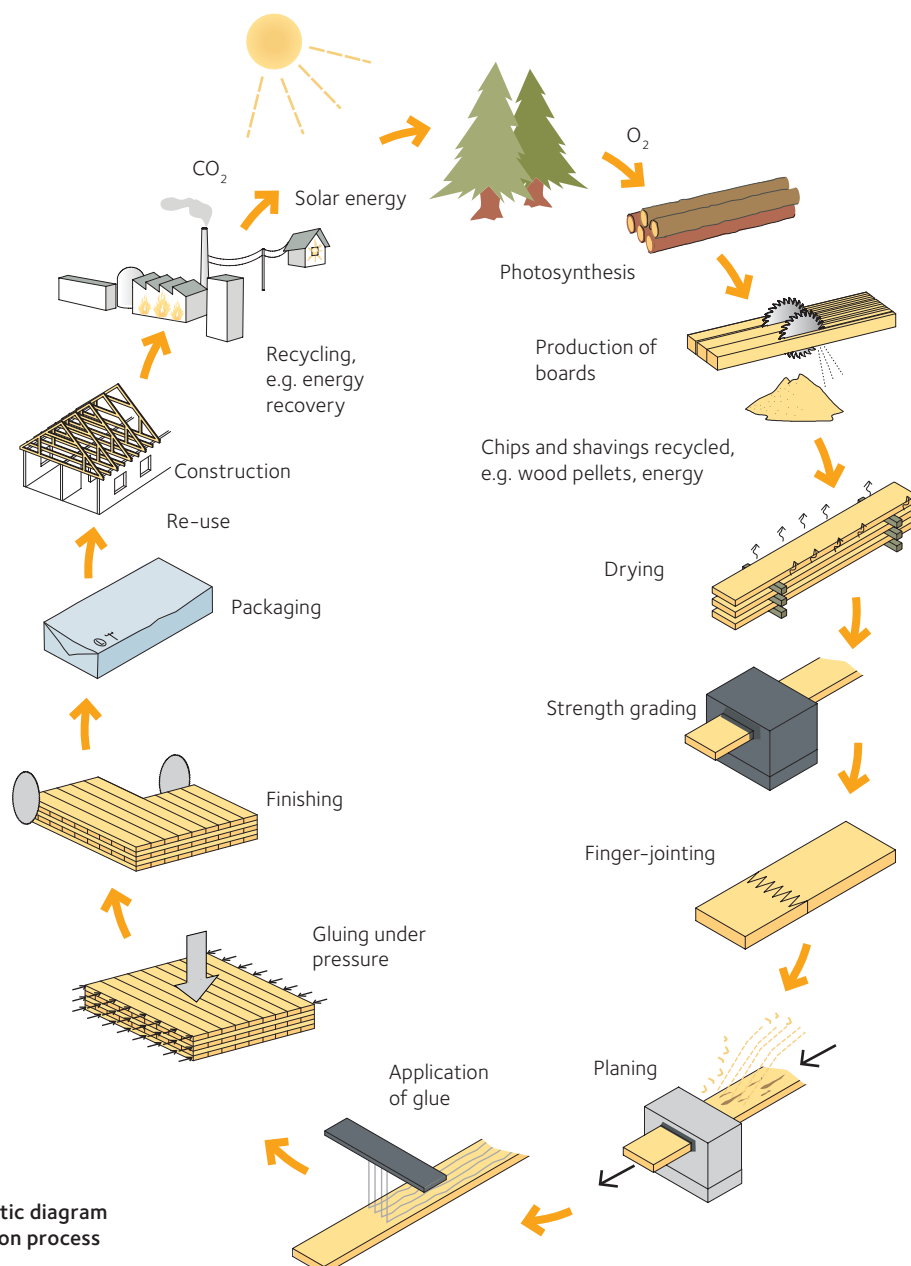 CO2
Solar energy
O2
Photosynthesis
Production of
boards
Chips and shavings recycled,
e.g. wood pellets, energy
Drying
Strength grading
Finger-jointing
Planing
Application
of glue
Gluing under
pressure
Finishing
Packaging
Re-use
Construction
Recycling,
e.g. energy
recovery
tic diagram
on process